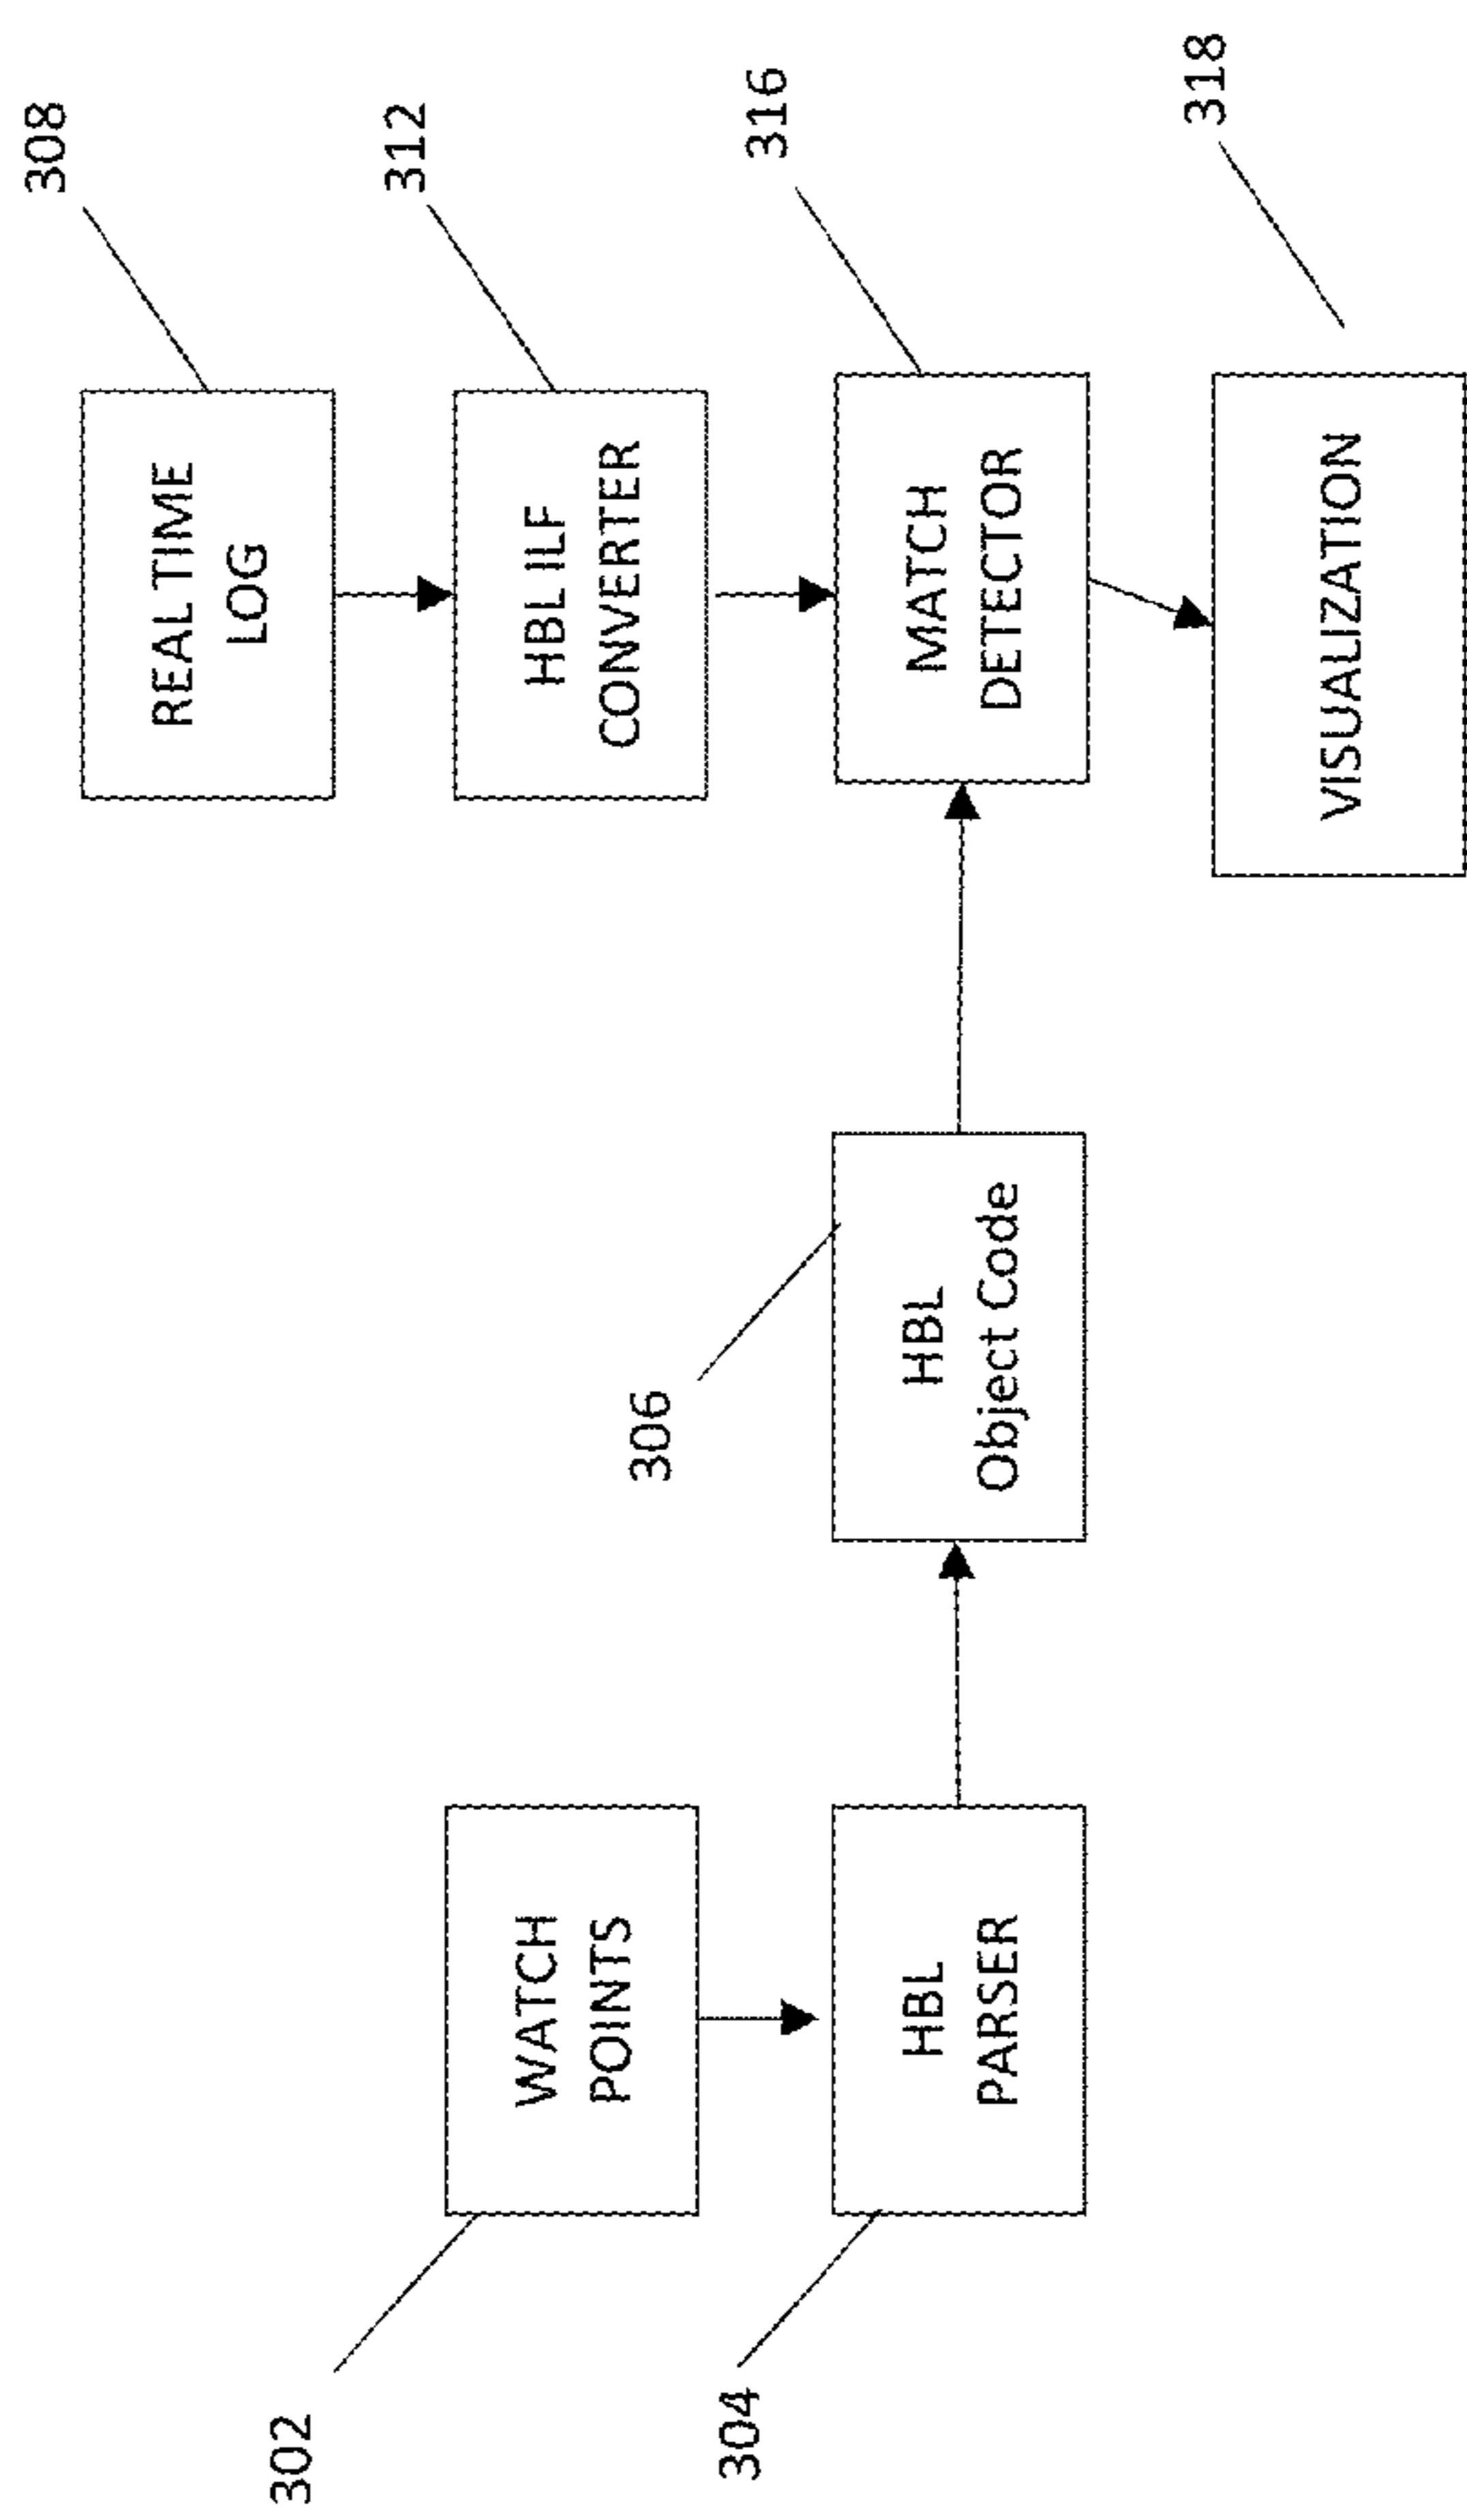 308
REAL TIME
LOG
312
HBL ILF
CONVERTER
302
WATCH
POINTS
306
316
MATCH
DETECTOR
304
HBL
PARSER
HBL
Object Code
318
VISUALIZATION